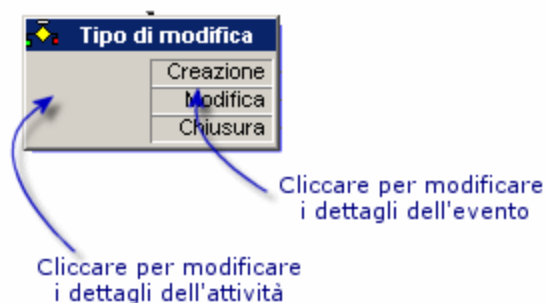 Tipo di modifica
Creazione
Modifica
Chiusura
Cliccare per modificare
i dettagli dell'evento
Cliccare per modificare
i dettagli dell'attività